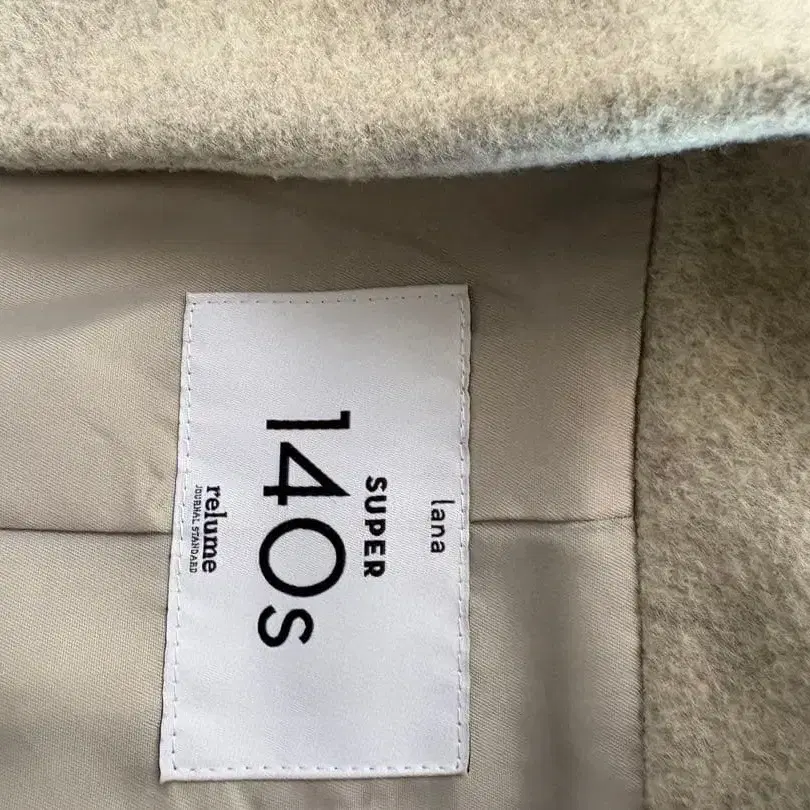 lana
SUPER
140s
relume
JOURNAL STANDARD